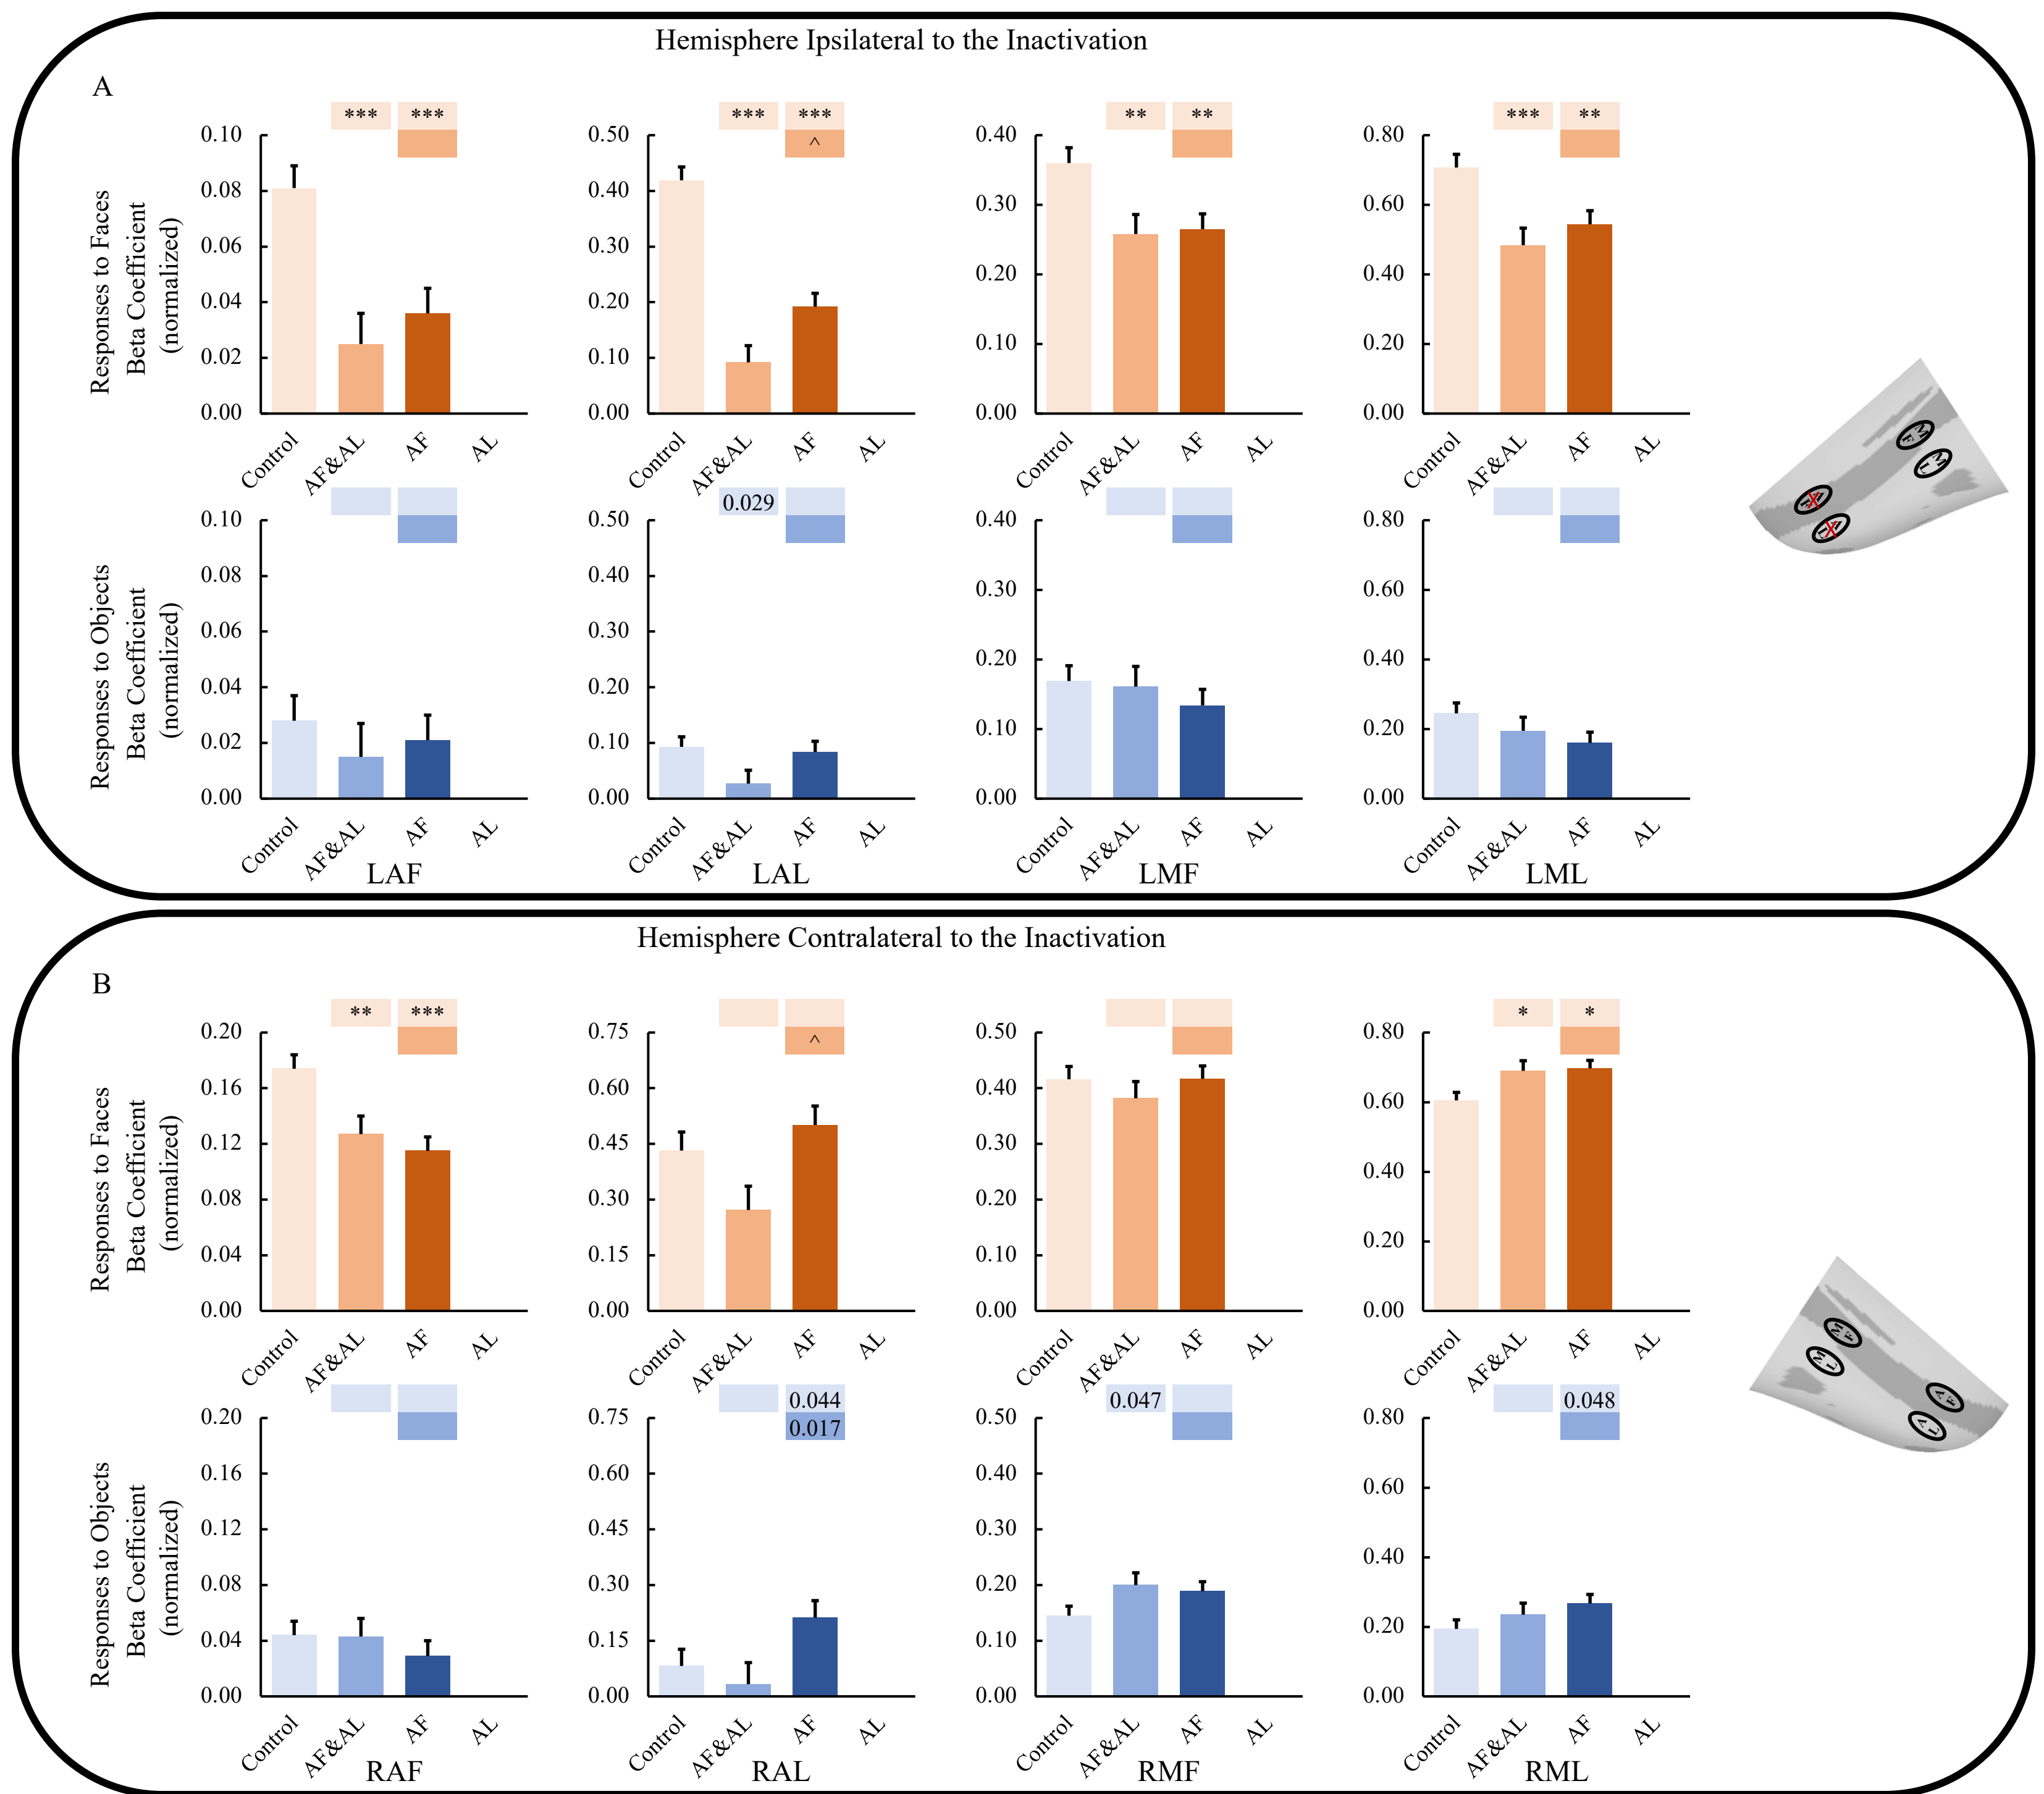 Hemisphere Ipsilateral to the Inactivation
A
*** *** *** *** ** ** *** **
^
Responses to Faces
Beta Coefficient
(normalized)
0.10
0.08
0.06
0.04
0.02
0.00
Control AF&AL AF AL
0.50
0.40
0.30
0.20
0.10
0.00
Control AF&AL AF AL
0.40
0.30
0.20
0.10
0.00
Control AF&AL AF AL
0.80
0.60
0.40
0.20
0.00
Control AF&AL AF AL
M F
M L
0.029
Responses to Objects
Beta Coefficient
(normalized)
0.10
0.08
0.06
0.04
0.02
0.00
Control AF&AL AF AL
LAF
0.50
0.40
0.30
0.20
0.10
0.00
Control AF&AL AF AL
LAL
0.40
0.30
0.20
0.10
0.00
Control AF&AL AF AL
LMF
0.80
0.60
0.40
0.20
0.00
Control AF&AL AF AL
LML
Hemisphere Contralateral to the Inactivation
B
** *** * *
^
Responses to Faces
Beta Coefficient
(normalized)
0.20
0.16
0.12
0.08
0.04
0.00
Control AF&AL AF AL
0.75
0.60
0.45
0.30
0.15
0.00
Control AF&AL AF AL
0.50
0.40
0.30
0.20
0.10
0.00
Control AF&AL AF AL
0.80
0.60
0.40
0.20
0.00
Control AF&AL AF AL
M F
M L
A F
A L
0.044 0.047 0.048
0.017
Responses to Objects
Beta Coefficient
(normalized)
0.20
0.16
0.12
0.08
0.04
0.00
Control AF&AL AF AL
RAF
0.75
0.60
0.45
0.30
0.15
0.00
Control AF&AL AF AL
RAL
0.50
0.40
0.30
0.20
0.10
0.00
Control AF&AL AF AL
RMF
0.80
0.60
0.40
0.20
0.00
Control AF&AL AF AL
RML